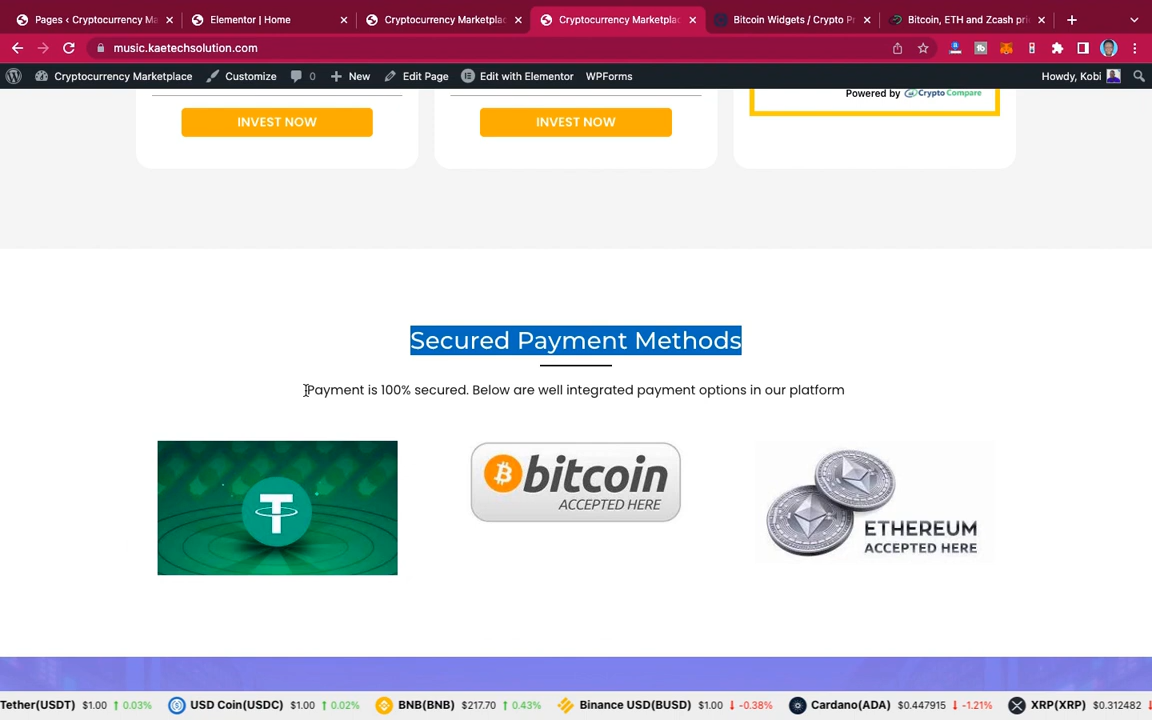 Pages ‹ Cryptocurrency Ma
Elementor | Home
Cryptocurrency Marketplac
Cryptocurrency Marketplac
Bitcoin Widgets / Crypto P
Bitcoin, ETH and Zcash pri
music.kaetechsolution.com
Cryptocurrency Marketplace
Customize
0
New
Edit Page
Edit with Elementor
WPForms
Howdy, Kobi
Powered by CryptoCompare
INVEST NOW
INVEST NOW
Secured Payment Methods
Payment is 100% secured. Below are well integrated payment options in our platform
bitcoin
ACCEPTED HERE
ETHEREUM
ACCEPTED HERE
Tether(USDT) $1.00 ↑ 0.03% USD Coin(USDC) $1.00 ↑ 0.02% BNB(BNB) $217.70 ↑ 0.43% Binance USD(BUSD) $1.00 ↓ -0.38% Cardano(ADA) $0.447915 ↓ -1.21% XRP(XRP) $0.312482 ↓